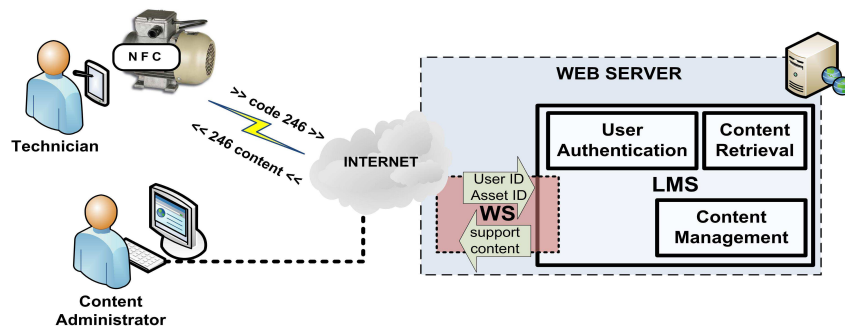 N F C
Technician
>> code 246 >>
<< 246 content <<
INTERNET
Content
Administrator
WEB SERVER
User
Authentication
Content
Retrieval
LMS
Content
Management
User ID
Asset ID
WS
support
content